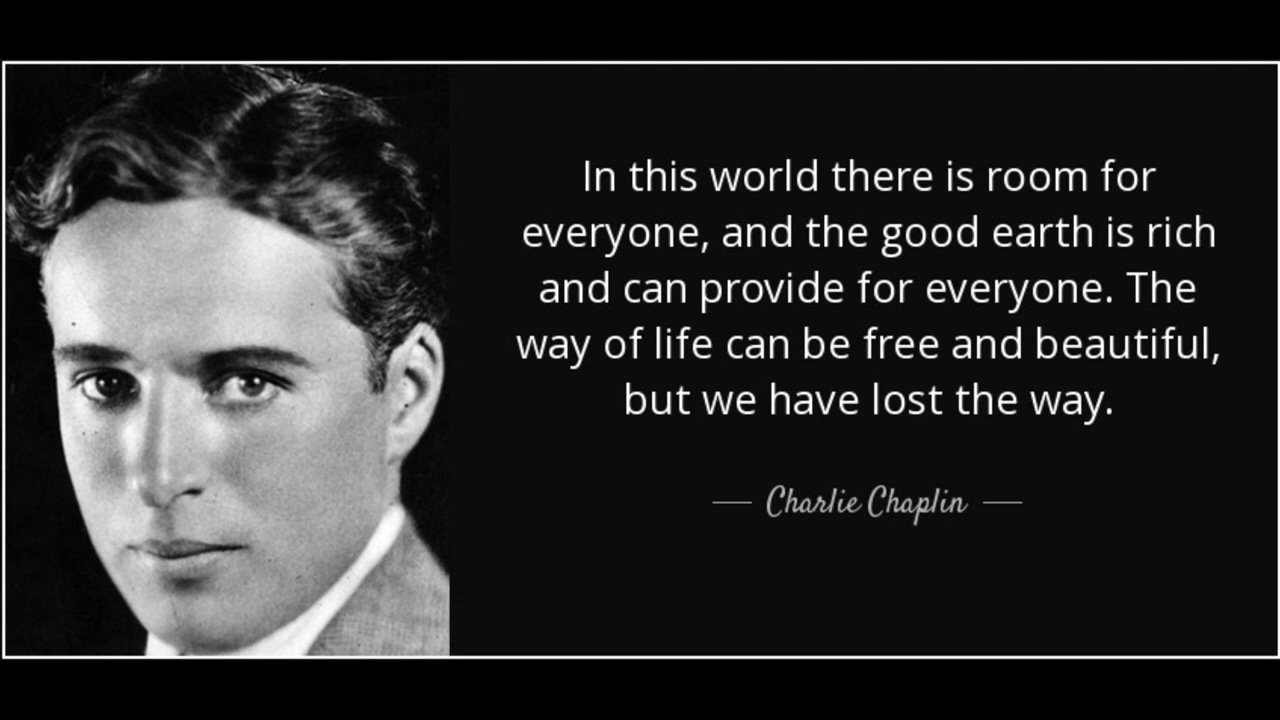 In this world there is room for
everyone, and the good earth is rich
and can provide for everyone. The
way of life can be free and beautiful,
but we have lost the way.
Charlie Chaplin